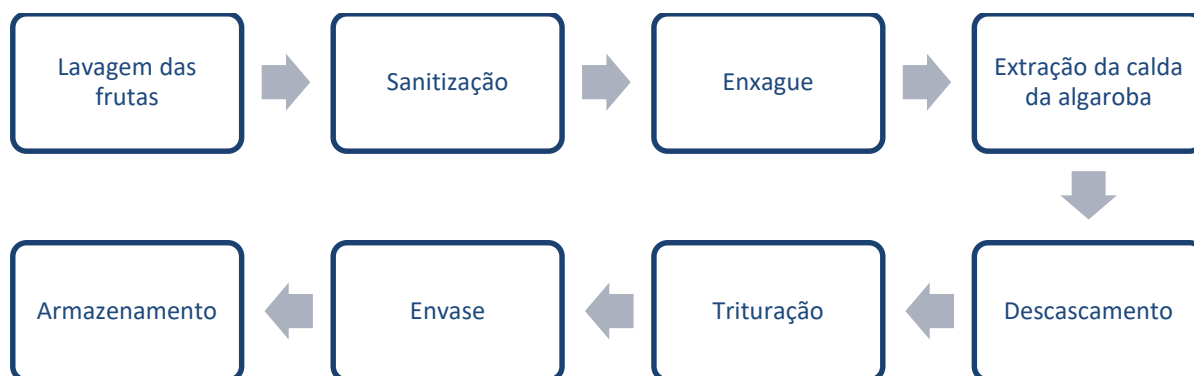 Lavagem das
frutas
Sanitização
Enxague
Extração da calda
da algaroba
Descascamento
Trituração
Envase
Armazenamento